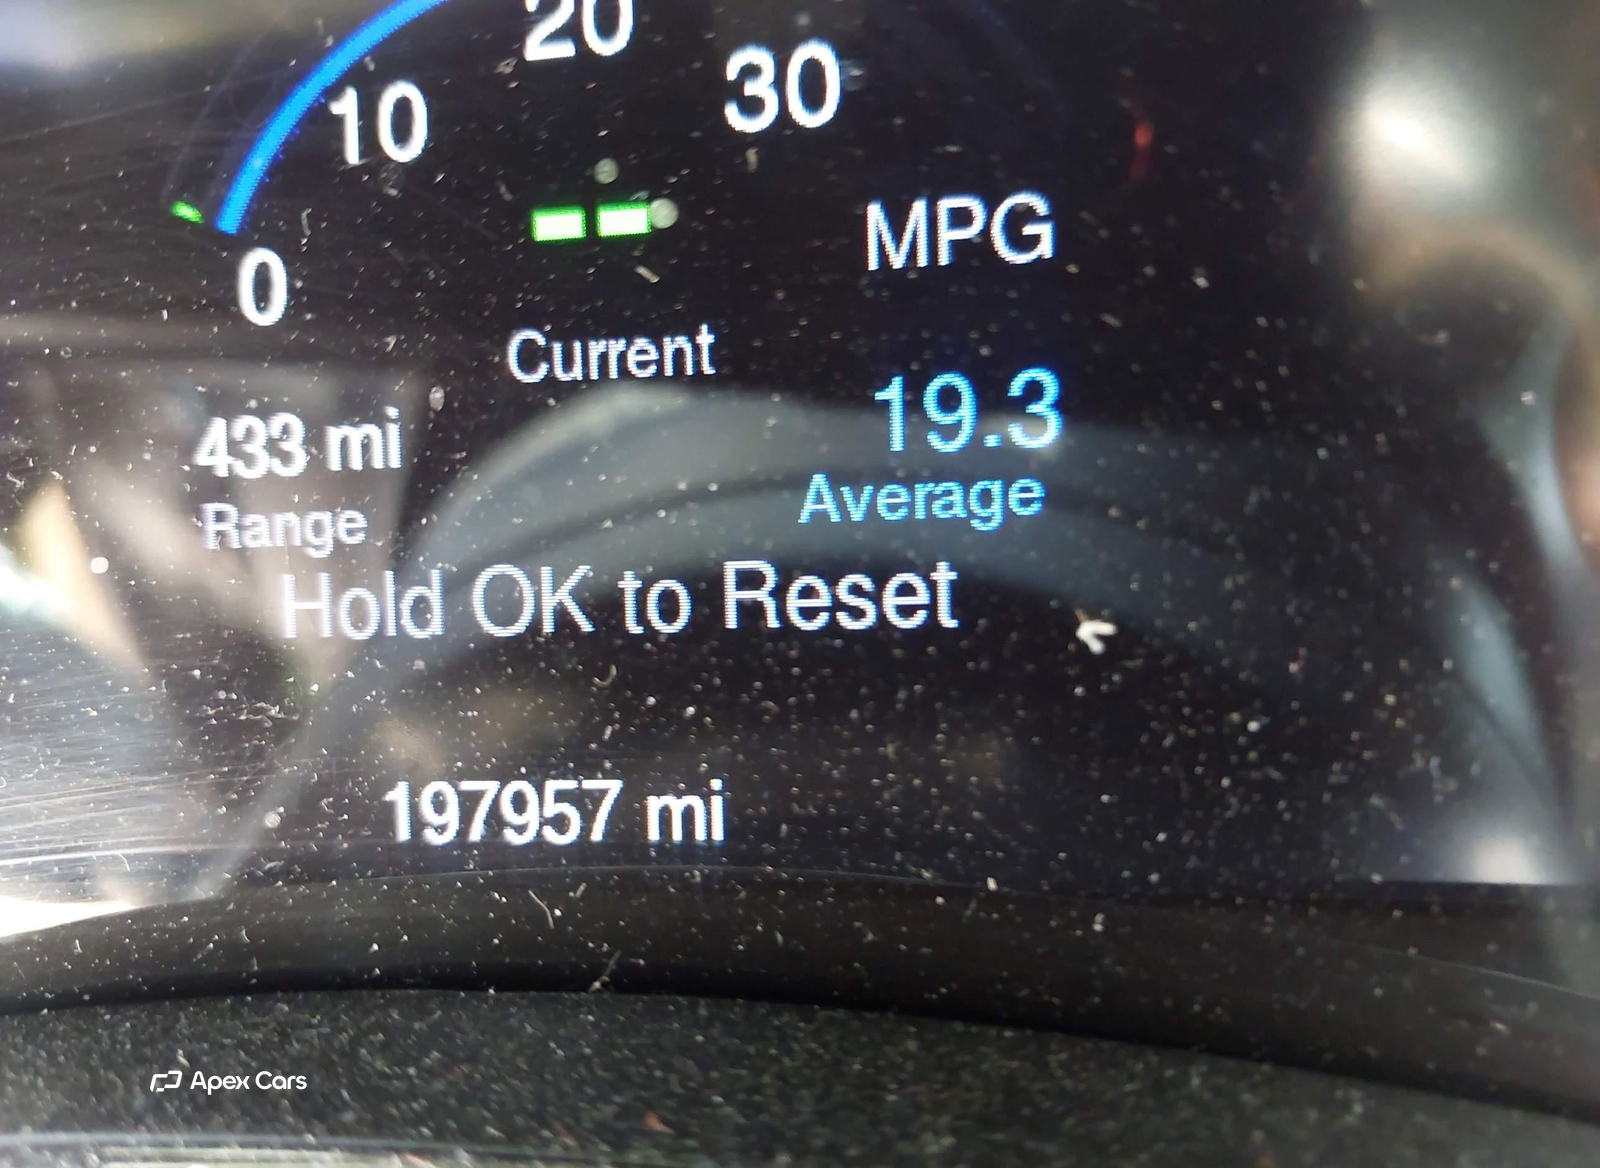 20
10
30
0
MPG
Current
19.3
433 mi
Average
Range
Hold OK to Reset
197957 mi
Apex Cars